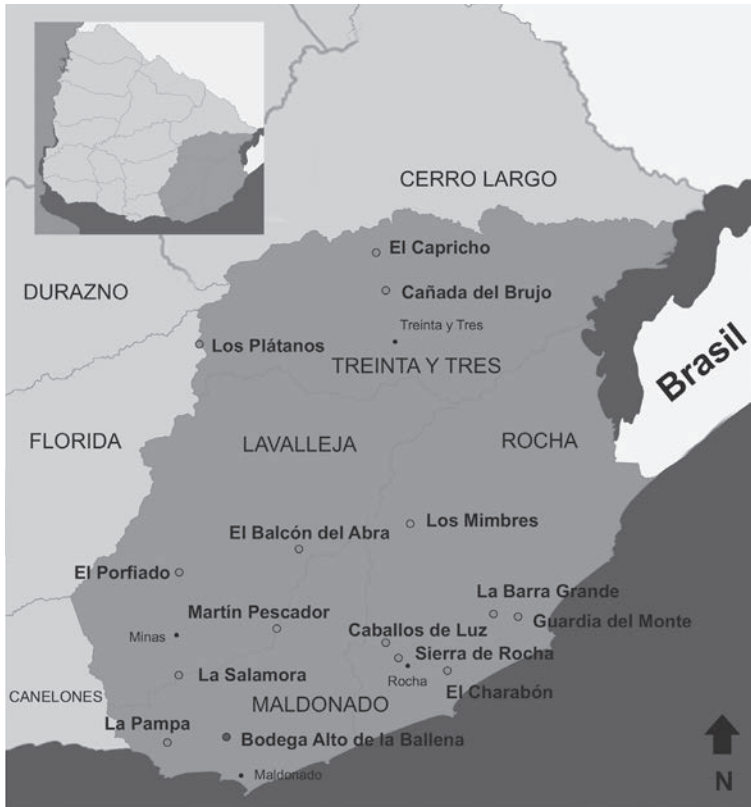 CERRO LARGO
El Capricho
DURAZNO
Cañada del Brujo
Treinta y Tres
Los Plátanos
TREINTA Y TRES
Brasil
FLORIDA
LAVALLEJA
ROCHA
Los Mimbres
El Balcón del Abra
El Porfiado
La Barra Grande
Martín Pescador
Guardia del Monte
Minas
Caballos de Luz
Sierra de Rocha
La Salamora
Rocha
El Charabón
CANELONES
MALDONADO
La Pampa
Bodega Alto de la Ballena
Maldonado
N